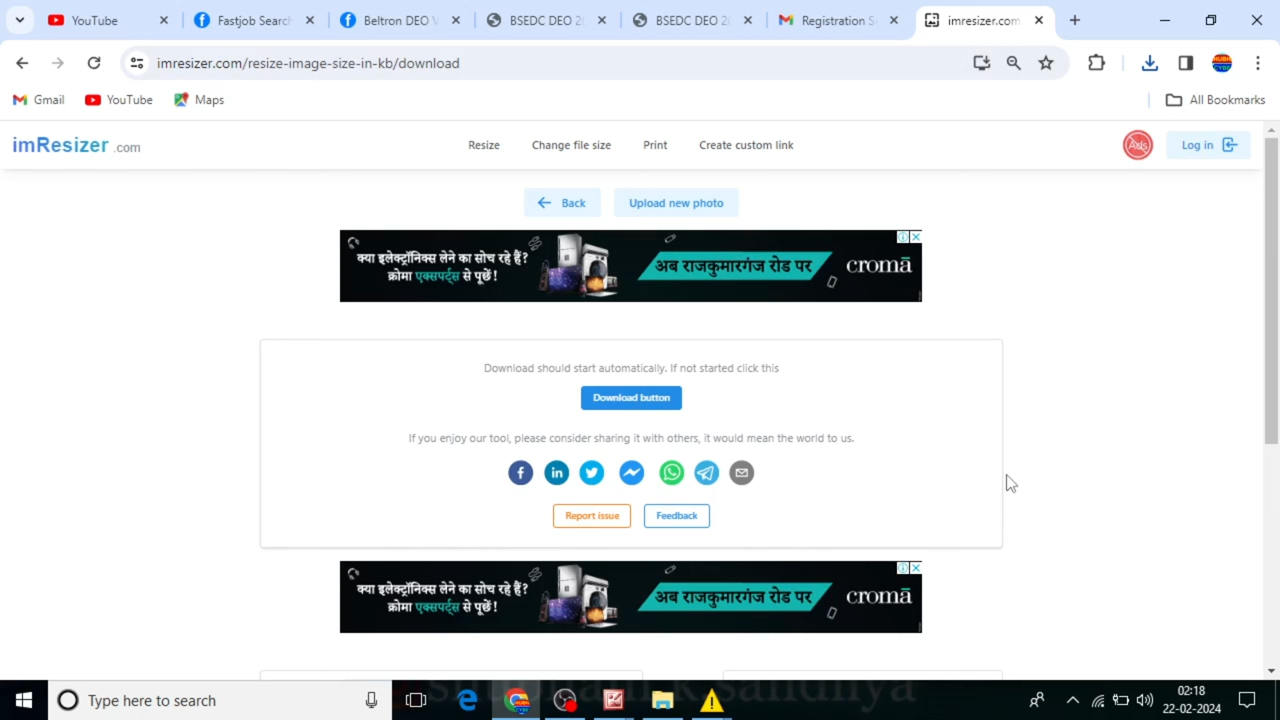 YouTube
Fastjob Search
Beltron DEO V
BSEDC DEO 20
BSEDC DEO 20
Registration S
imresizer.com
imresizer.com/resize-image-size-in-kb/download
Gmail
YouTube
Maps
All Bookmarks
imResizer .com
Resize
Change file size
Print
Create custom link
Ads
Log in
Back
Upload new photo
क्या इलेक्ट्रॉनिक्स लेने का सोच रहे हैं?
क्रोमा एक्सपर्ट्स से पूछें!
अब राजकुमारगंज रोड पर
cromā
Download should start automatically. If not started click this
Download button
If you enjoy our tool, please consider sharing it with others, it would mean the world to us.
Report issue
Feedback
क्या इलेक्ट्रॉनिक्स लेने का सोच रहे हैं?
क्रोमा एक्सपर्ट्स से पूछें!
अब राजकुमारगंज रोड पर
cromā
Type here to search
02:18
22-02-2024